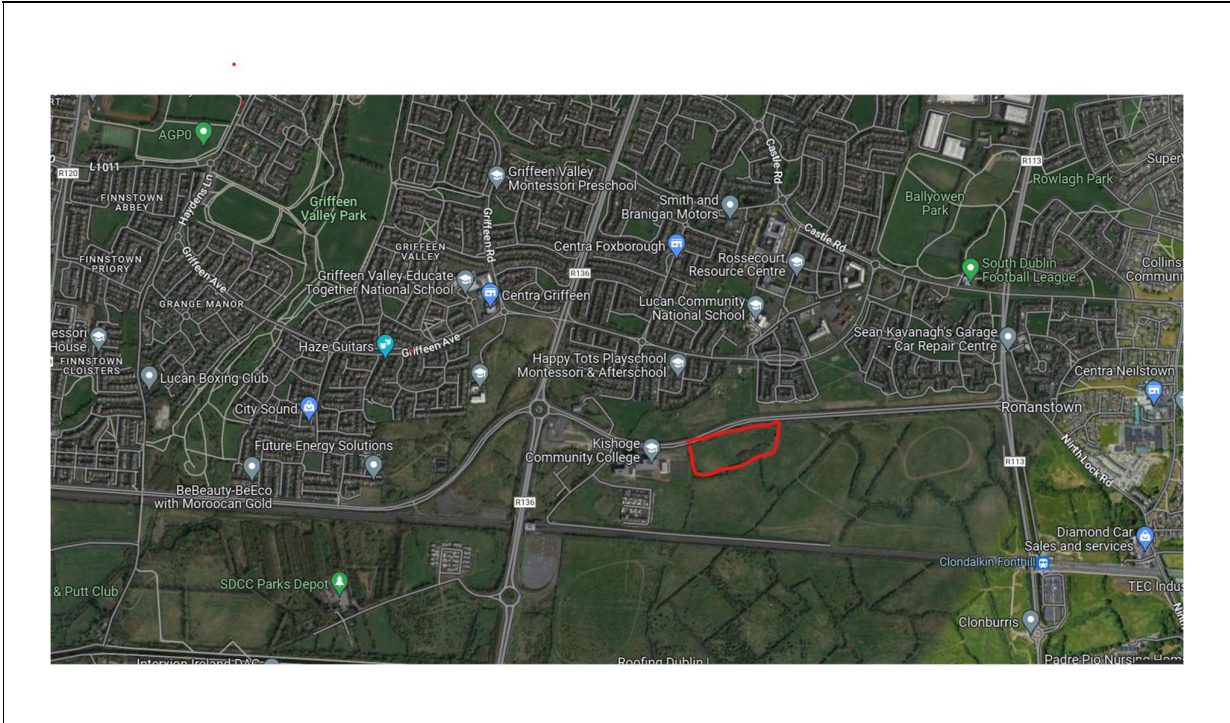 RT
AGP0
L1011
R120
FINNSTOWN
ABBEY
Haydens Ln
Griffeen
Valley Park
Griffeen Valley
Montessori Preschool
Castle Rd
R113
Super
Rowlagh Park
Smith and
Branigan Motors
Ballyowen
Park
Griffeen Rd
GRIFFEEN
VALLEY
Centra Foxborough
Castle Rd
FINNSTOWN
PRIORY
Griffeen Ave
R136
Rossecourt
Resource Centre
South Dublin
Football League
Collins
Communi
Griffeen Valley Educate
Together National School
Centra Griffeen
GRANGE MANOR
Lucan Community
National School
essori
House
Haze Guitars
Griffeen Ave
Sean Kavanagh's Garage
- Car Repair Centre
FINNSTOWN
CLOISTERS
Happy Tots Playschool
Montessori & Afterschool
Lucan Boxing Club
Centra Neilstown
City Sound
Ronanstown
Future Energy Solutions
Kishoge
Community College
Ninth Lock Rd
R113
BeBeauty-BeEco
with Moroocan Gold
R136
Diamond Car
Sales and services
Clondalkin Fonthill
SDCC Parks Depot
& Putt Club
TEC Indus
Clonburris
Interxion Ireland DAC
Roofing Dublin
Padre Pio Nursing Home